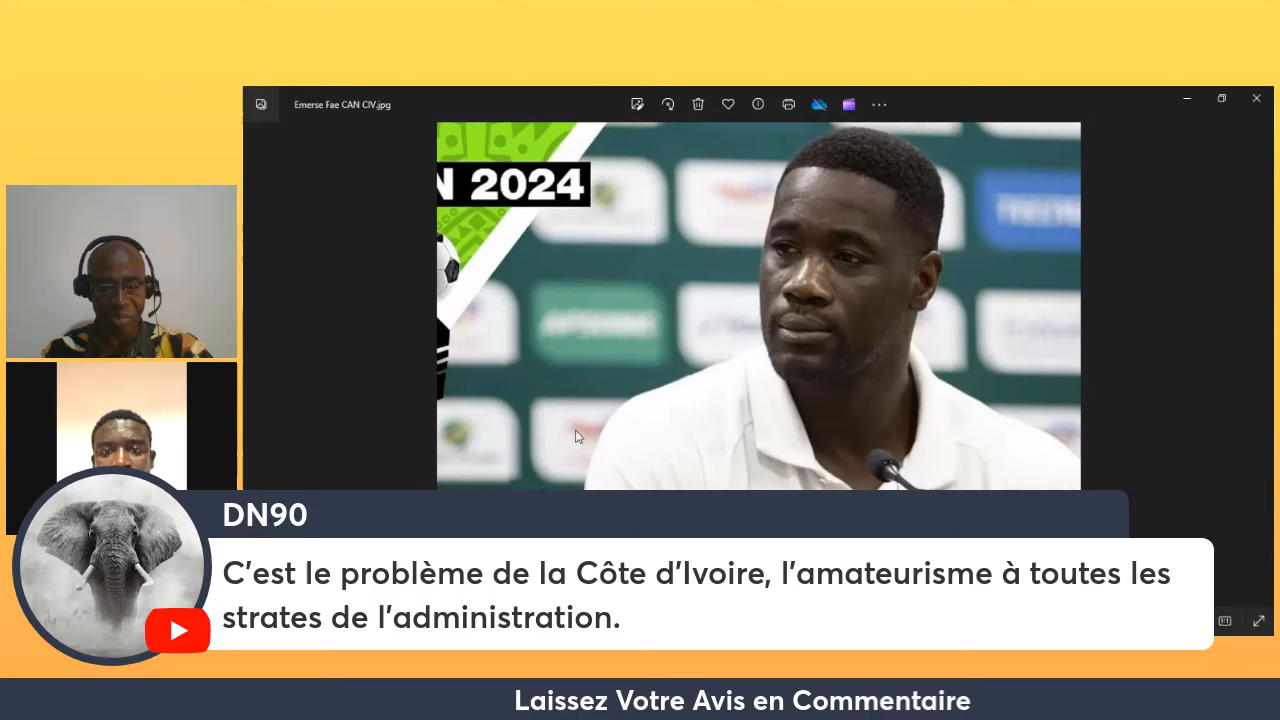 Emerse Fae CAN CIV.jpg
N 2024
DN90
C'est le problème de la Côte d'Ivoire, l'amateurisme à toutes les
strates de l'administration.
Laissez Votre Avis en Commentaire